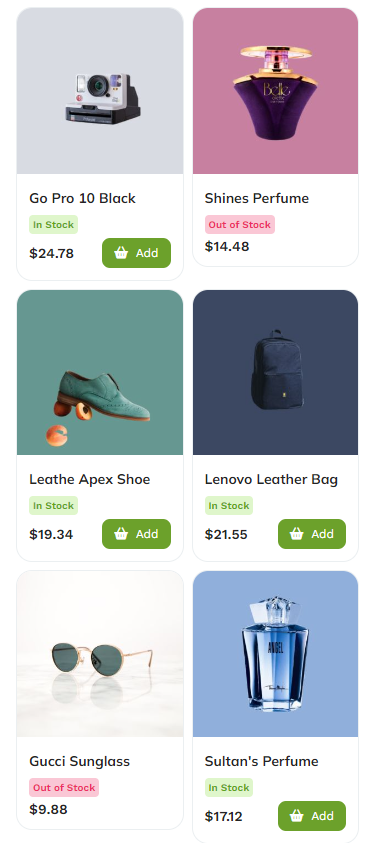 Belle
Go Pro 10 Black
In Stock
$24.78
Add
Shines Perfume
Out of Stock
$14.48
Leathe Apex Shoe
In Stock
$19.34
Add
Lenovo Leather Bag
In Stock
$21.55
Add
ANGEL
Gucci Sunglass
Out of Stock
$9.88
Sultan's Perfume
In Stock
$17.12
Add